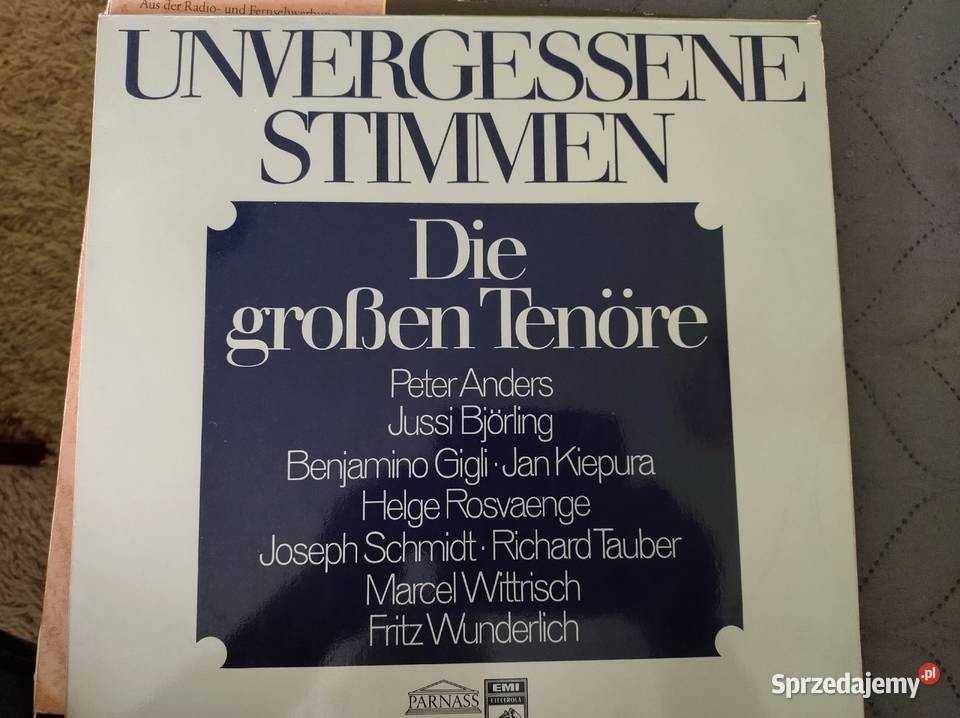 Aus der Radio- und Fernsehwerbung
UNVERGESSENE
STIMMEN
Die
großen Tenöre
Peter Anders
Jussi Björling
Benjamino Gigli · Jan Kiepura
Helge Rosvaenge
Joseph Schmidt · Richard Tauber
Marcel Wittrisch
Fritz Wunderlich
PARNASS
EMI
ELECTROLA
Sprzedajemy.pl